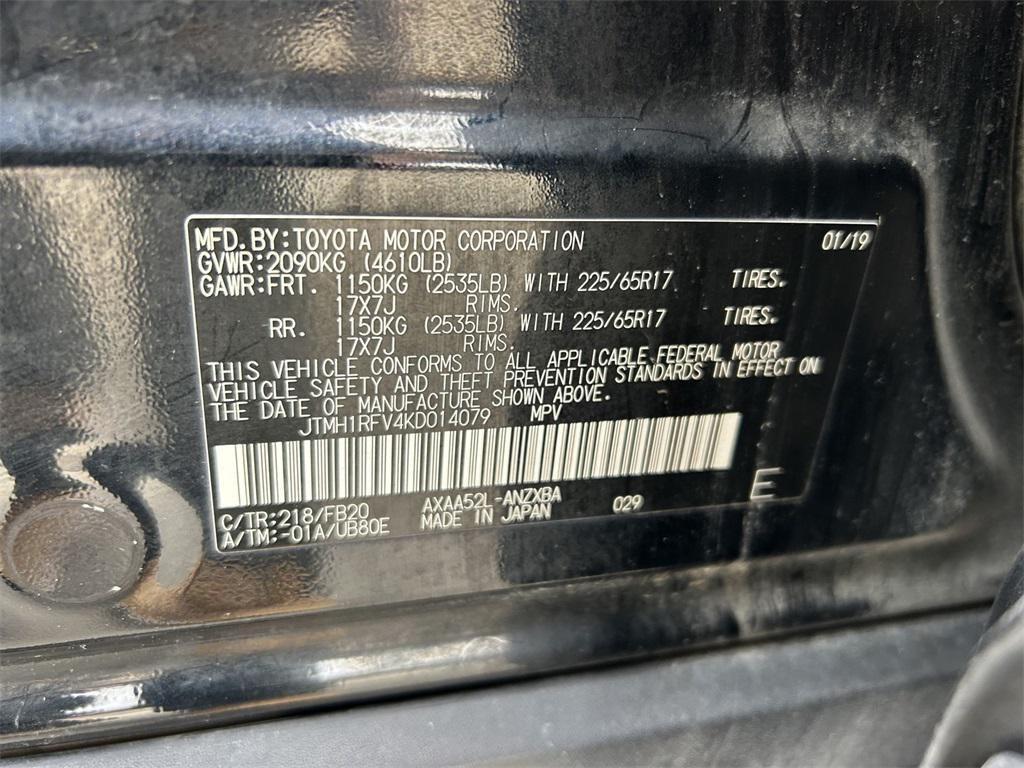 MFD.BY:TOYOTA MOTOR CORPORATION 01/19
GVWR:2090KG (4610LB)
GAWR:FRT. 1150KG (2535LB) WITH 225/65R17 TIRES.
17X7J RIMS.
RR. 1150KG (2535LB) WITH 225/65R17 TIRES.
17X7J RIMS.
THIS VEHICLE CONFORMS TO ALL APPLICABLE FEDERAL MOTOR
VEHICLE SAFETY AND THEFT PREVENTION STANDARDS IN EFFECT ON
THE DATE OF MANUFACTURE SHOWN ABOVE.
JTMH1RFV4KD014079 MPV
E
C/TR:218/FB20 AXAA52L-ANZXBA 029
A/TM:-01A/UB80E MADE IN JAPAN